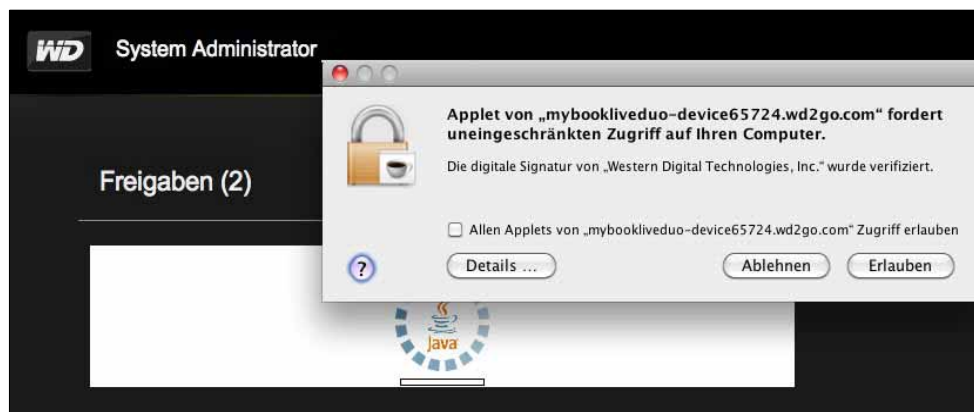 WD
System Administrator
Applet von „mybookliveduo-device65724.wd2go.com“ fordert
uneingeschränkten Zugriff auf Ihren Computer.
Die digitale Signatur von „Western Digital Technologies, Inc.“ wurde verifiziert.
Freigaben (2)
Allen Applets von „mybookliveduo-device65724.wd2go.com“ Zugriff erlauben
?
Details ...
Ablehnen
Erlauben
Java